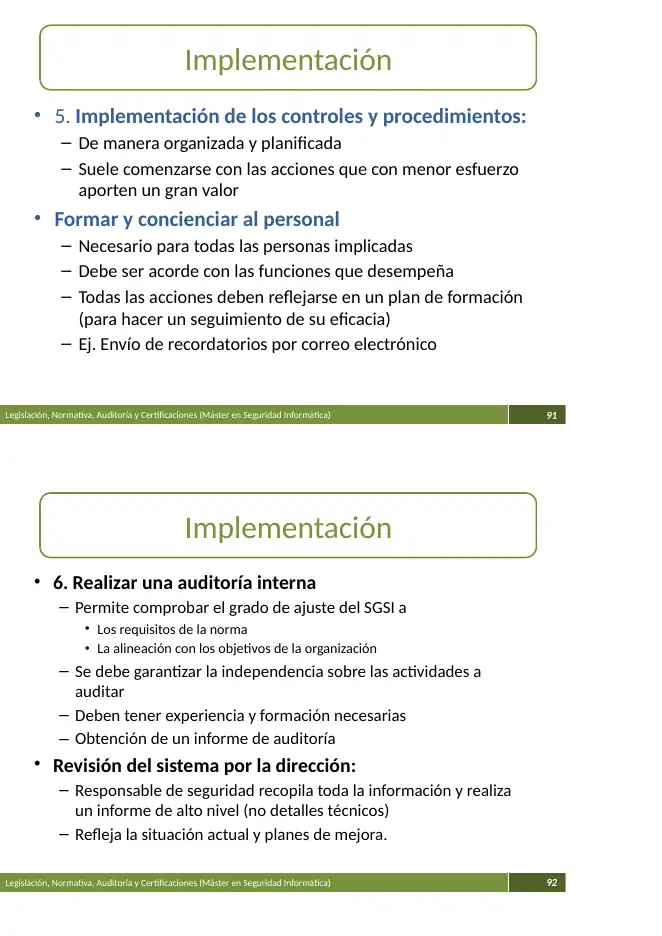 Implementación
• 5. Implementación de los controles y procedimientos:
– De manera organizada y planificada
– Suele comenzarse con las acciones que con menor esfuerzo
aporten un gran valor
• Formar y concienciar al personal
– Necesario para todas las personas implicadas
– Debe ser acorde con las funciones que desempeña
– Todas las acciones deben reflejarse en un plan de formación
(para hacer un seguimiento de su eficacia)
– Ej. Envío de recordatorios por correo electrónico
Legislación, Normativa, Auditoría y Certificaciones (Máster en Seguridad Informática) 91
Implementación
• 6. Realizar una auditoría interna
– Permite comprobar el grado de ajuste del SGSI a
• Los requisitos de la norma
• La alineación con los objetivos de la organización
– Se debe garantizar la independencia sobre las actividades a
auditar
– Deben tener experiencia y formación necesarias
– Obtención de un informe de auditoría
• Revisión del sistema por la dirección:
– Responsable de seguridad recopila toda la información y realiza
un informe de alto nivel (no detalles técnicos)
– Refleja la situación actual y planes de mejora.
Legislación, Normativa, Auditoría y Certificaciones (Máster en Seguridad Informática) 92